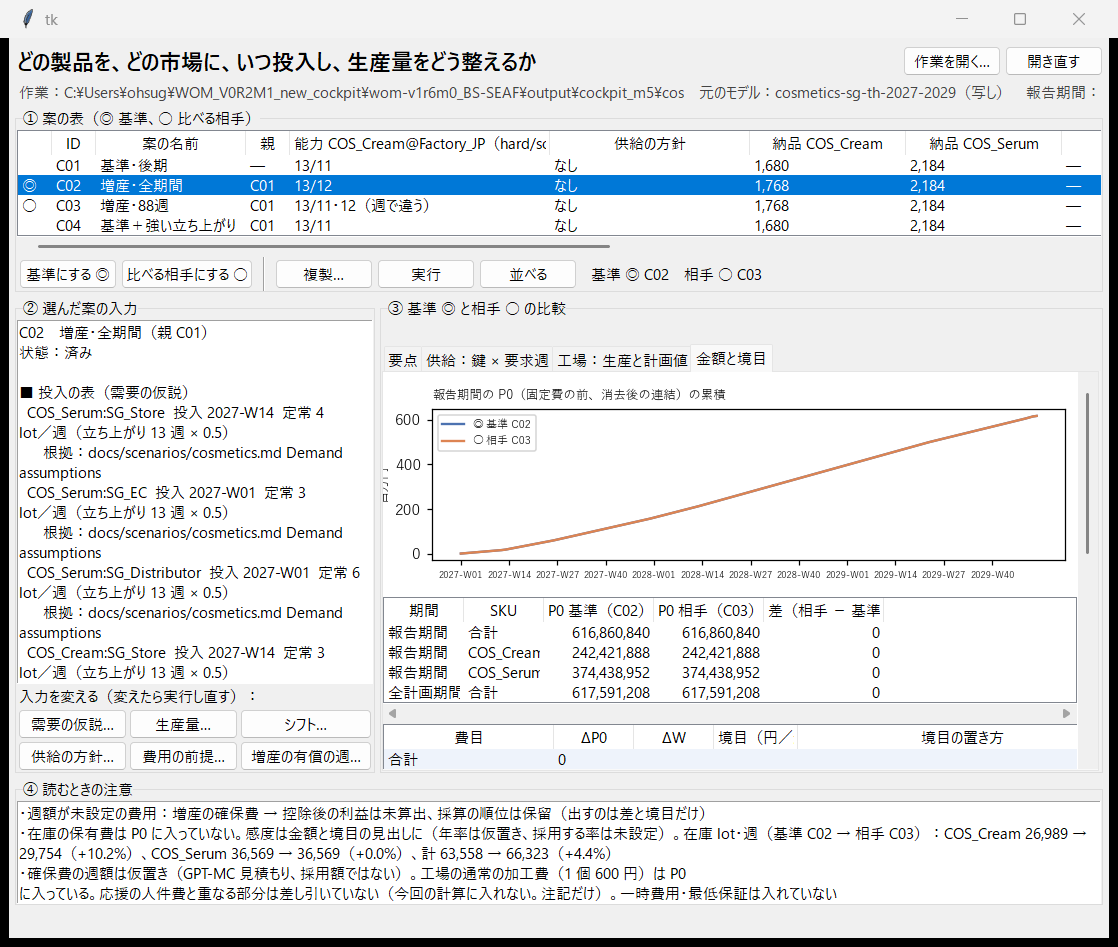 tk
どの製品を、どの市場に、いつ投入し、生産量をどう整えるか
作業を開く...
開き直す
作業：C:¥Users¥ohsug¥WOM_V0R2M1_new_cockpit¥wom-v1r6m0_BS-SEAF¥output¥cockpit_m5¥cos　元のモデル：cosmetics-sg-th-2027-2029（写し）　報告期間：
① 案の表（◎ 基準、○ 比べる相手）
ID 案の名前 親 能力 COS_Cream@Factory_JP（hard/sc 供給の方針 納品 COS_Cream 納品 COS_Serum
C01 基準・後期 — 13/11 なし 1,680 2,184 —
◎ C02 増産・全期間 C01 13/12 なし 1,768 2,184 —
○ C03 増産・88週 C01 13/11・12（週で違う） なし 1,768 2,184 —
C04 基準＋強い立ち上がり C01 13/11 なし 1,680 2,184 —
基準にする ◎ 比べる相手にする ○ 複製... 実行 並べる 基準 ◎ C02　相手 ○ C03
② 選んだ案の入力
C02　増産・全期間（親 C01）
状態：済み
■ 投入の表（需要の仮説）
COS_Serum:SG_Store 投入 2027-W14 定常 4
lot／週（立ち上がり 13 週 × 0.5）
根拠：docs/scenarios/cosmetics.md Demand
assumptions
COS_Serum:SG_EC 投入 2027-W01 定常 3
lot／週（立ち上がり 13 週 × 0.5）
根拠：docs/scenarios/cosmetics.md Demand
assumptions
COS_Serum:SG_Distributor 投入 2027-W01 定常 6
lot／週（立ち上がり 13 週 × 0.5）
根拠：docs/scenarios/cosmetics.md Demand
assumptions
COS_Cream:SG_Store 投入 2027-W14 定常 3
lot／週（立ち上がり 13 週 × 0.5）
入力を変える（変えたら実行し直す）：
需要の仮説... 生産量... シフト...
供給の方針... 費用の前提... 増産の有償の週...
③ 基準 ◎ と相手 ○ の比較
要点 供給：鍵 × 要求週 工場：生産と計画値 金額と境目
報告期間の P0（固定費の前、消去後の連結）の累積
◎ 基準 C02
○ 相手 C03
600
400
200
0
2027-W01 2027-W14 2027-W27 2027-W40 2028-W01 2028-W14 2028-W27 2028-W40 2029-W01 2029-W14 2029-W27 2029-W40
期間 SKU P0 基準（C02） P0 相手（C03） 差（相手 － 基準
報告期間 合計 616,860,840 616,860,840 0
報告期間 COS_Cream 242,421,888 242,421,888 0
報告期間 COS_Serum 374,438,952 374,438,952 0
全計画期間 合計 617,591,208 617,591,208 0
費目 ΔP0 ΔW 境目（円／ 境目の置き方
合計 0
④ 読むときの注意
・週額が未設定の費用：増産の確保費 → 控除後の利益は未算出、採算の順位は保留（出すのは差と境目だけ）
・在庫の保有費は P0 に入っていない。感度は金額と境目の見出しに（年率は仮置き、採用する率は未設定）。在庫 lot・週（基準 C02 → 相手 C03）：COS_Cream 26,989 →
29,754（+10.2%）、COS_Serum 36,569 → 36,569（+0.0%）、計 63,558 → 66,323（+4.4%）
・確保費の週額は仮置き（GPT-MC 見積もり、採用額ではない）。工場の通常の加工費（1 個 600 円）は P0
に入っている。応援の人件費と重なる部分は差し引いていない（今回の計算に入れない。注記だけ）。一時費用・最低保証は入れていない